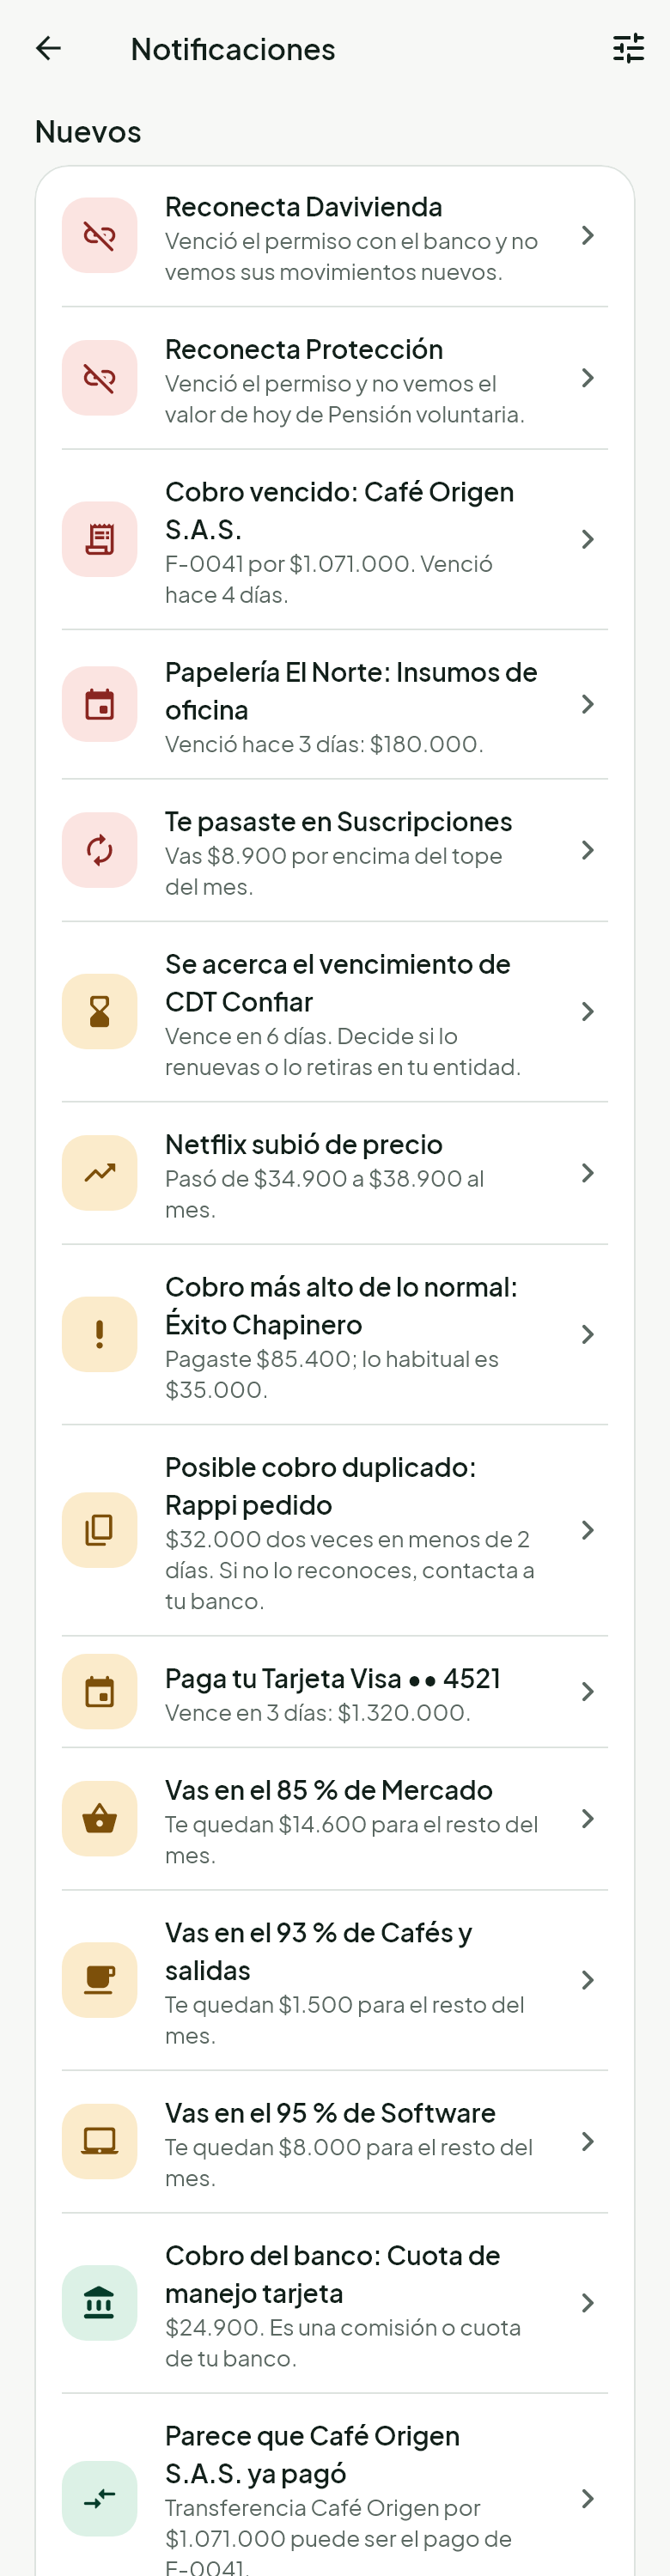 Notificaciones
Nuevos
Reconecta Davivienda
Venció el permiso con el banco y no
vemos sus movimientos nuevos.
Reconecta Protección
Venció el permiso y no vemos el
valor de hoy de Pensión voluntaria.
Cobro vencido: Café Origen
S.A.S.
F-0041 por $1.071.000. Venció
hace 4 días.
Papelería El Norte: Insumos de
oficina
Venció hace 3 días: $180.000.
Te pasaste en Suscripciones
Vas $8.900 por encima del tope
del mes.
Se acerca el vencimiento de
CDT Confiar
Vence en 6 días. Decide si lo
renuevas o lo retiras en tu entidad.
Netflix subió de precio
Pasó de $34.900 a $38.900 al
mes.
Cobro más alto de lo normal:
Éxito Chapinero
Pagaste $85.400; lo habitual es
$35.000.
Posible cobro duplicado:
Rappi pedido
$32.000 dos veces en menos de 2
días. Si no lo reconoces, contacta a
tu banco.
Paga tu Tarjeta Visa •• 4521
Vence en 3 días: $1.320.000.
Vas en el 85 % de Mercado
Te quedan $14.600 para el resto del
mes.
Vas en el 93 % de Cafés y
salidas
Te quedan $1.500 para el resto del
mes.
Vas en el 95 % de Software
Te quedan $8.000 para el resto del
mes.
Cobro del banco: Cuota de
manejo tarjeta
$24.900. Es una comisión o cuota
de tu banco.
Parece que Café Origen
S.A.S. ya pagó
Transferencia Café Origen por
$1.071.000 puede ser el pago de
F-0041.